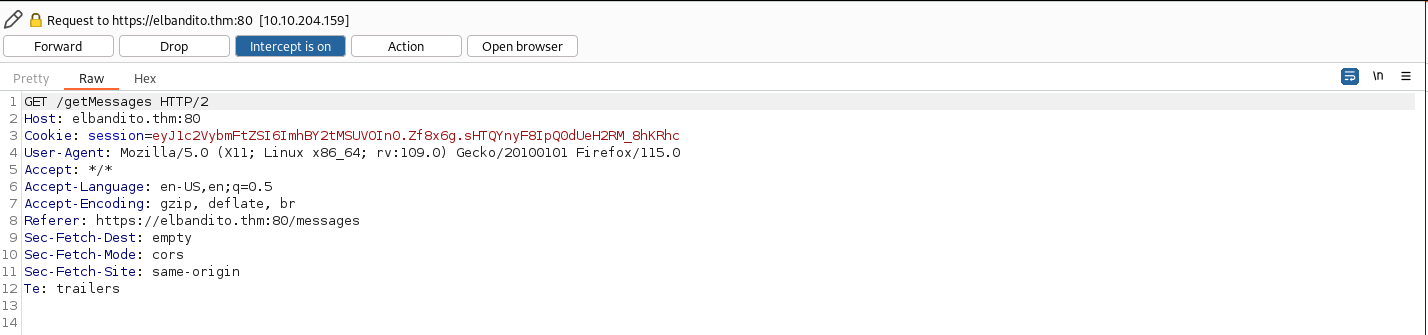 Request to https://elbandito.thm:80 [10.10.204.159]
Forward Drop Intercept is on Action Open browser
Pretty Raw Hex \n
1 GET /getMessages HTTP/2
2 Host: elbandito.thm:80
3 Cookie: session=eyJ1c2VybmFtZSI6ImhBY2tMSUVOIn0.Zf8x6g.sHTQYnyF8IpQ0dUeH2RM_8hKRhc
4 User-Agent: Mozilla/5.0 (X11; Linux x86_64; rv:109.0) Gecko/20100101 Firefox/115.0
5 Accept: */*
6 Accept-Language: en-US,en;q=0.5
7 Accept-Encoding: gzip, deflate, br
8 Referer: https://elbandito.thm:80/messages
9 Sec-Fetch-Dest: empty
10 Sec-Fetch-Mode: cors
11 Sec-Fetch-Site: same-origin
12 Te: trailers
13
14